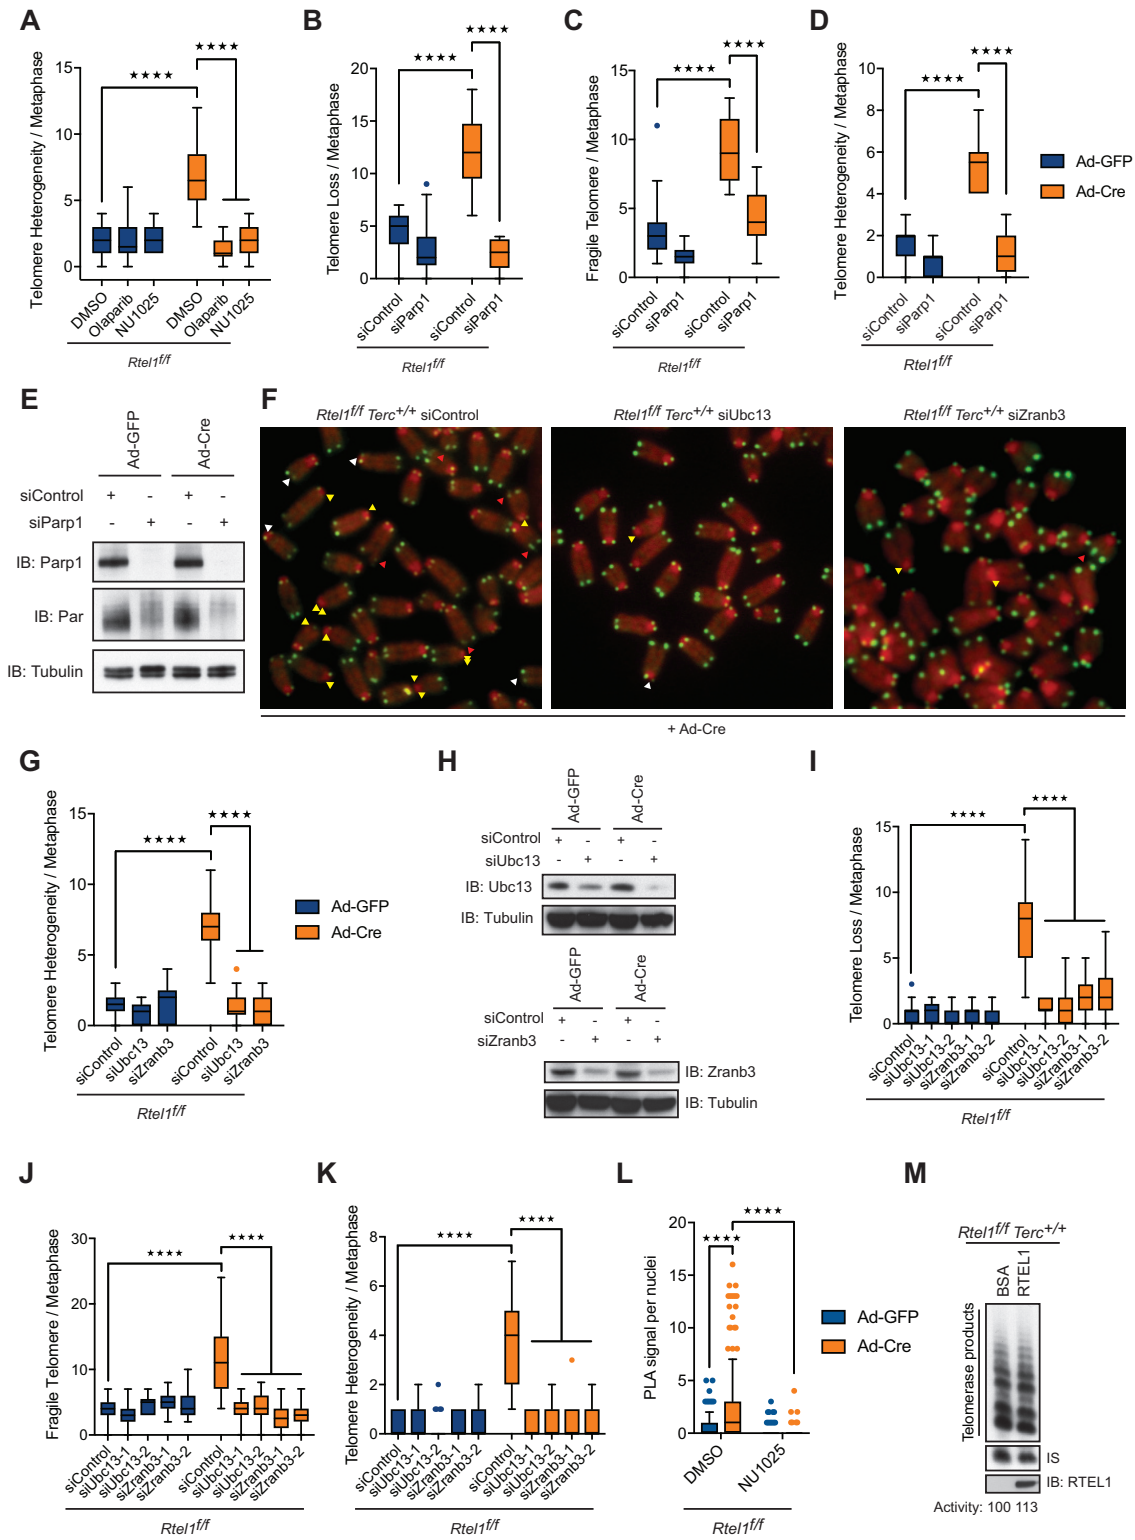 A
Telomere Heterogeneity / Metaphase
15
10
5
0
★★★★
★★★★
DMSO
Olaparib
NU1025
DMSO
Olaparib
NU1025
Rtel1f/f
B
Telomere Loss / Metaphase
20
15
10
5
0
★★★★
★★★★
siControl
siParp1
siControl
siParp1
Rtel1f/f
C
Fragile Telomere / Metaphase
15
10
5
0
★★★★
★★★★
siControl
siParp1
siControl
siParp1
Rtel1f/f
D
Telomere Heterogeneity / Metaphase
10
8
6
4
2
0
★★★★
★★★★
siControl
siParp1
siControl
siParp1
Rtel1f/f
Ad-GFP
Ad-Cre
E
Ad-GFP
Ad-Cre
siControl + - + -
siParp1 - + - +
IB: Parp1
IB: Par
IB: Tubulin
F
Rtel1f/f Terc+/+ siControl
Rtel1f/f Terc+/+ siUbc13
Rtel1f/f Terc+/+ siZranb3
+ Ad-Cre
G
Telomere Heterogeneity / Metaphase
15
10
5
0
★★★★
★★★★
siControl
siUbc13
siZranb3
siControl
siUbc13
siZranb3
Rtel1f/f
Ad-GFP
Ad-Cre
H
Ad-GFP
Ad-Cre
siControl + - + -
siUbc13 - + - +
IB: Ubc13
IB: Tubulin
Ad-GFP
Ad-Cre
siControl + - + -
siZranb3 - + - +
IB: Zranb3
IB: Tubulin
I
Telomere Loss / Metaphase
15
10
5
0
★★★★
★★★★
siControl
siUbc13-1
siUbc13-2
siZranb3-1
siZranb3-2
siControl
siUbc13-1
siUbc13-2
siZranb3-1
siZranb3-2
Rtel1f/f
J
Fragile Telomere / Metaphase
30
20
10
0
★★★★
★★★★
siControl
siUbc13-1
siUbc13-2
siZranb3-1
siZranb3-2
siControl
siUbc13-1
siUbc13-2
siZranb3-1
siZranb3-2
Rtel1f/f
K
Telomere Heterogeneity / Metaphase
8
6
4
2
0
★★★★
★★★★
siControl
siUbc13-1
siUbc13-2
siZranb3-1
siZranb3-2
siControl
siUbc13-1
siUbc13-2
siZranb3-1
siZranb3-2
Rtel1f/f
L
PLA signal per nuclei
20
15
10
5
0
★★★★
★★★★
DMSO
NU1025
Ad-GFP
Ad-Cre
M
Rtel1f/f Terc+/+
BSA
RTEL1
Telomerase products
IS
IB: RTEL1
Activity: 100 113